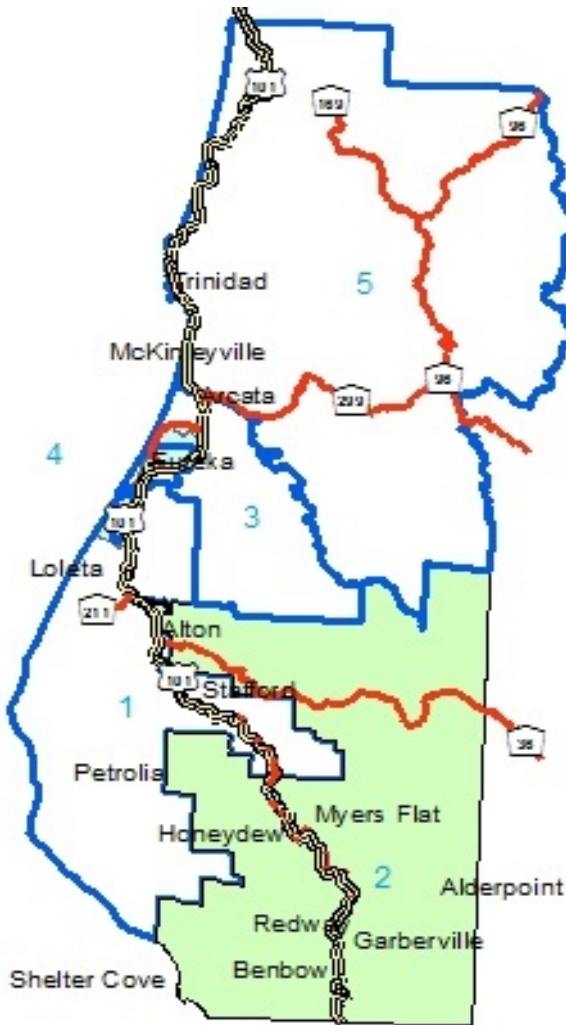 101
169
96
Trinidad
5
McKinleyville
96
Arcata
299
4
Eureka
101
3
Loleta
211
Alton
101
Stafford
1
36
Petrolia
Myers Flat
Honeydew
2
Alderpoint
Redway
Garberville
Shelter Cove
Benbow